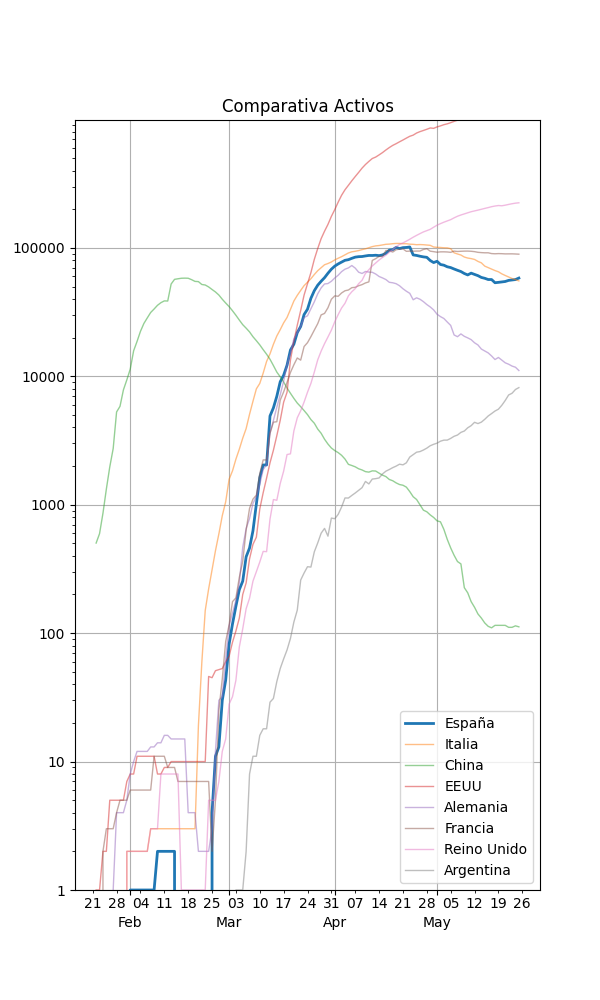 Comparativa Activos
100000
10000
1000
100
10
1
España
Italia
China
EEUU
Alemania
Francia
Reino Unido
Argentina
21 28 04 11 18 25 03 10 17 24 31 07 14 21 28 05 12 19 26
Feb Mar Apr May